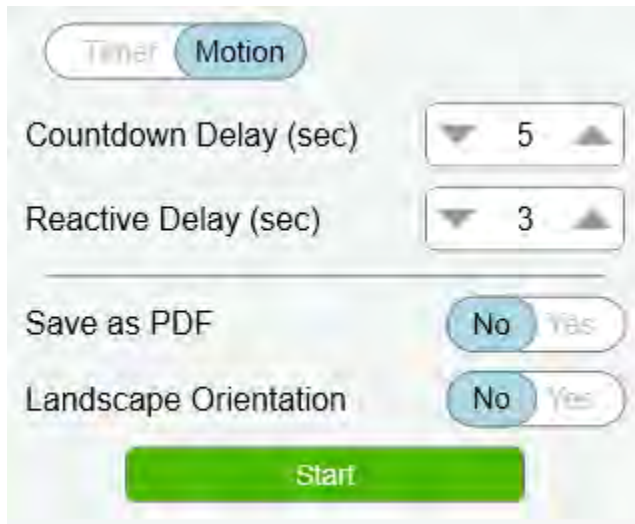 Timer Motion
Countdown Delay (sec) 5
Reactive Delay (sec) 3
Save as PDF No Yes
Landscape Orientation No Yes
Start